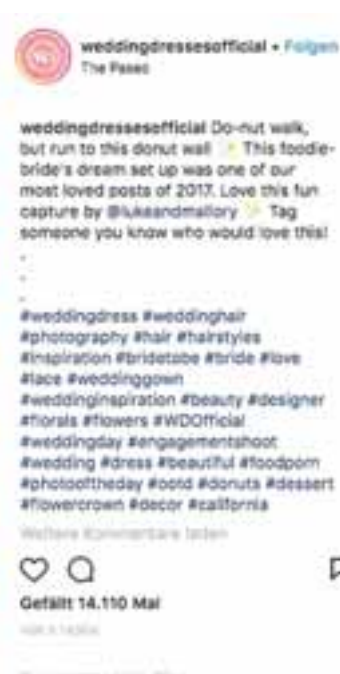 weddingdressesofficial • Folgen
The Paseo
weddingdressesofficial Do-nut walk,
but run to this donut wall ✨ This foodie-
bride's dream set up was one of our
most loved posts of 2017. Love this fun
capture by @lukeandmallory ✨ Tag
someone you know who would love this!
.
.
.
#weddingdress #weddinghair
#photography #hair #hairstyles
#inspiration #bridetobe #bride #love
#lace #weddinggown
#weddinginspiration #beauty #designer
#florals #flowers #WDOfficial
#weddingday #engagementshoot
#wedding #dress #beautiful #foodporn
#photooftheday #ootd #donuts #dessert
#flowercrown #decor #california
Weitere Kommentare laden
Gefällt 14.110 Mal